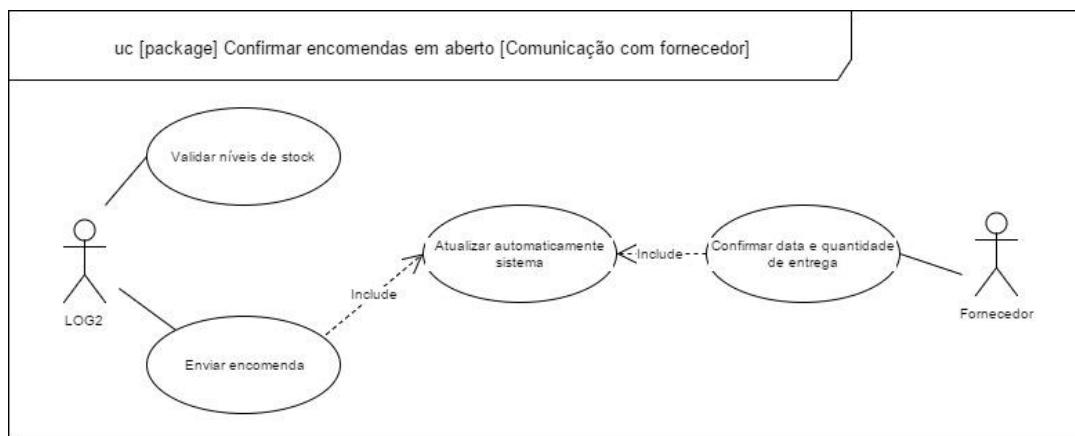 uc [package] Confirmar encomendas em aberto [Comunicação com fornecedor]
Validar níveis de stock
LOG2
Enviar encomenda
Include
Atualizar automaticamente
sistema
Include
Confirmar data e quantidade
de entrega
Fornecedor